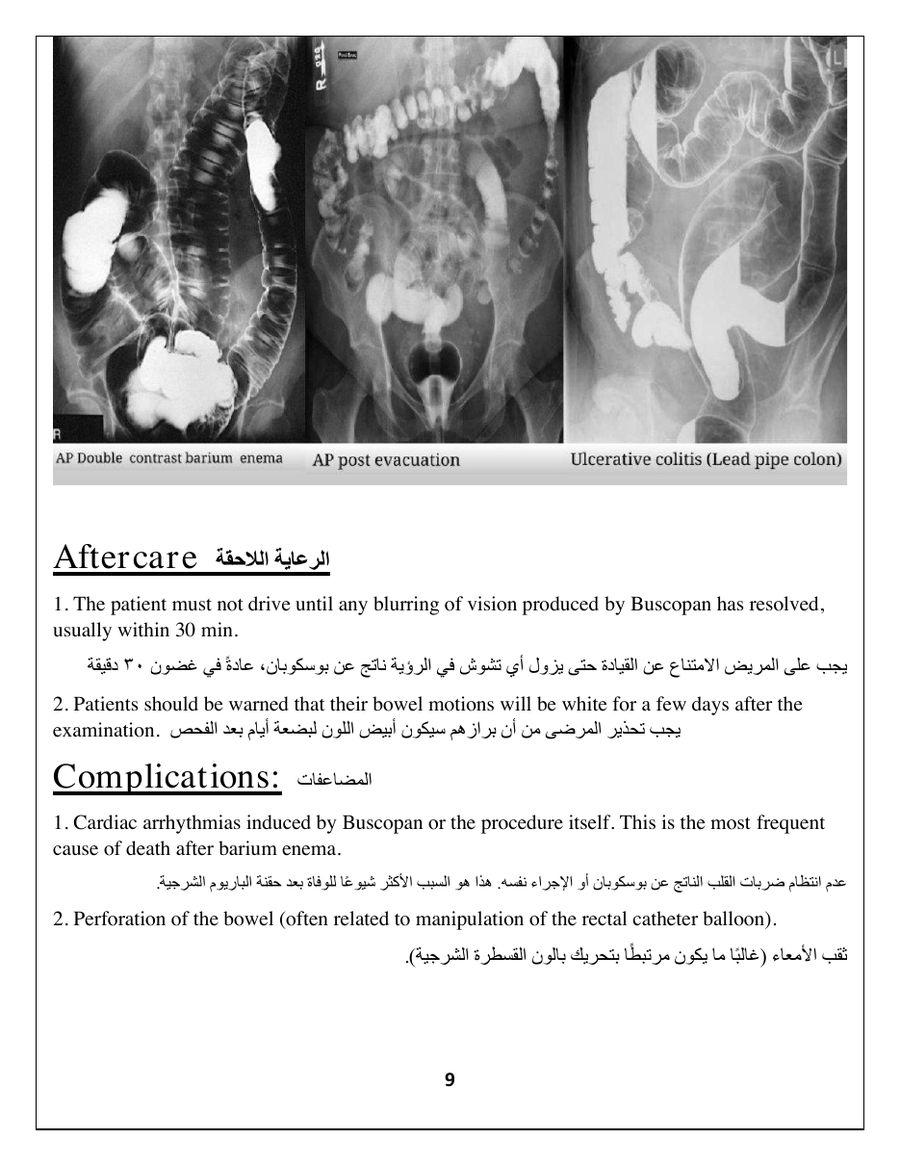 R 020
L
R
AP Double contrast barium enema
AP post evacuation
Ulcerative colitis (Lead pipe colon)
Aftercare الرعاية اللاحقة
1. The patient must not drive until any blurring of vision produced by Buscopan has resolved,
usually within 30 min.
يجب على المريض الامتناع عن القيادة حتى يزول أي تشوش في الرؤية ناتج عن بوسكوبان، عادةً في غضون ٣٠ دقيقة
2. Patients should be warned that their bowel motions will be white for a few days after the
examination. يجب تحذير المرضى من أن برازهم سيكون أبيض اللون لبضعة أيام بعد الفحص
Complications: المضاعفات
1. Cardiac arrhythmias induced by Buscopan or the procedure itself. This is the most frequent
cause of death after barium enema.
عدم انتظام ضربات القلب الناتج عن بوسكوبان أو الإجراء نفسه. هذا هو السبب الأكثر شيوعًا للوفاة بعد حقنة الباريوم الشرجية.
2. Perforation of the bowel (often related to manipulation of the rectal catheter balloon).
ثقب الأمعاء (غالبًا ما يكون مرتبطًا بتحريك بالون القسطرة الشرجية).
9